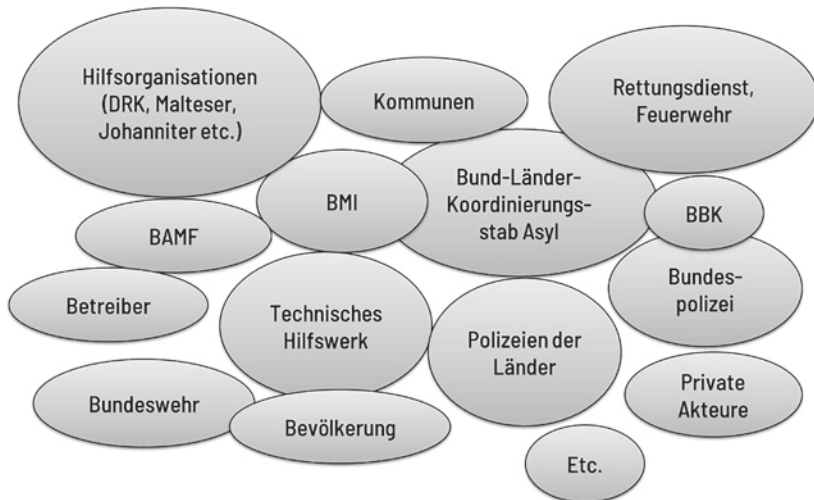 Hilfsorganisationen
(DRK, Malteser,
Johanniter etc.)
Kommunen
Rettungsdienst,
Feuerwehr
BMI
Bund-Länder-
Koordinierungs-
stab Asyl
BBK
BAMF
Betreiber
Technisches
Hilfswerk
Polizeien der
Länder
Bundes-
polizei
Bundeswehr
Bevölkerung
Private
Akteure
Etc.